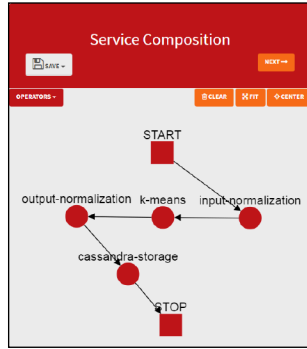 Service Composition
SAVE
NEXT
OPERATORS
CLEAR
FIT
CENTER
START
output-normalization
k-means
input-normalization
cassandra-storage
STOP